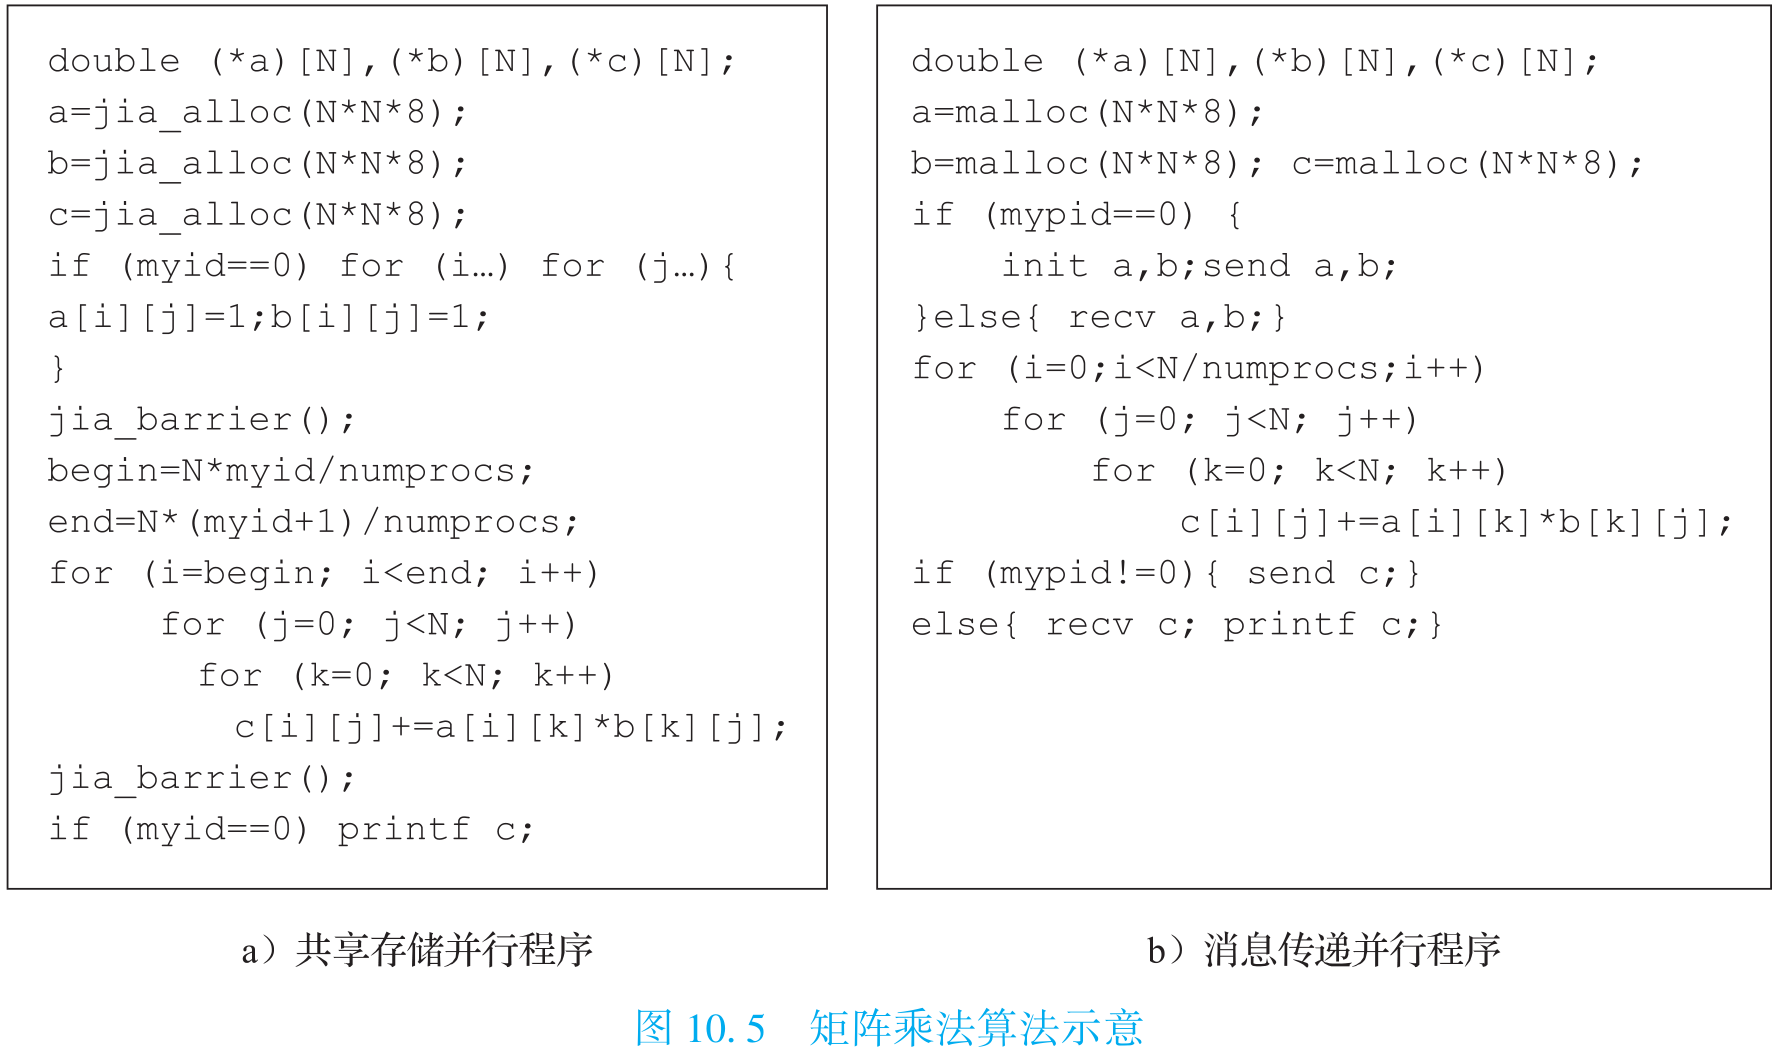 double (*a)[N],(*b)[N],(*c)[N];
a=jia_alloc(N*N*8);
b=jia_alloc(N*N*8);
c=jia_alloc(N*N*8);
if (myid==0) for (i…) for (j…){
a[i][j]=1;b[i][j]=1;
}
jia_barrier();
begin=N*myid/numprocs;
end=N*(myid+1)/numprocs;
for (i=begin; i<end; i++)
for (j=0; j<N; j++)
for (k=0; k<N; k++)
c[i][j]+=a[i][k]*b[k][j];
jia_barrier();
if (myid==0) printf c;
a）共享存储并行程序
double (*a)[N],(*b)[N],(*c)[N];
a=malloc(N*N*8);
b=malloc(N*N*8); c=malloc(N*N*8);
if (mypid==0) {
init a,b;send a,b;
}else{ recv a,b;}
for (i=0;i<N/numprocs;i++)
for (j=0; j<N; j++)
for (k=0; k<N; k++)
c[i][j]+=a[i][k]*b[k][j];
if (mypid!=0){ send c;}
else{ recv c; printf c;}
b）消息传递并行程序
图 10.5 矩阵乘法算法示意